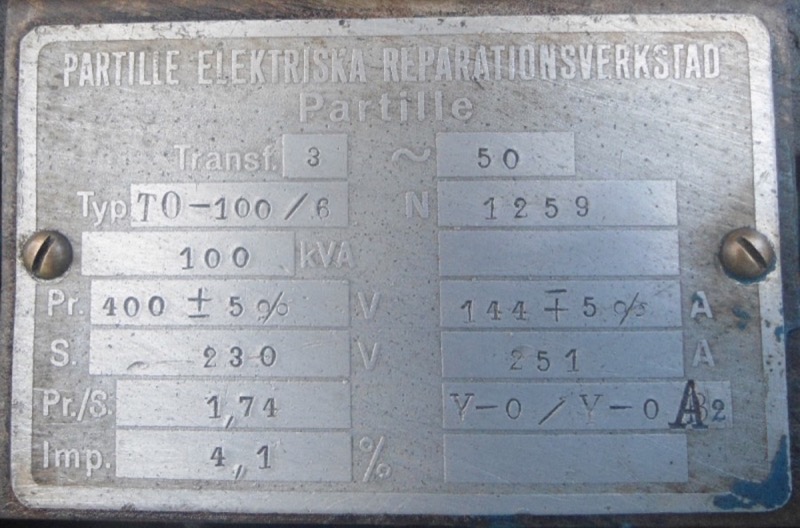 PARTILLE ELEKTRISKA REPARATIONSVERKSTAD
Partille
Transf. 3 ~ 50
Typ TO-100/6 N 1259
100 kVA
Pr. 400 ± 5% V 144 ∓ 5% A
S. 230 V 251 A
Pr./S. 1,74 Y-0/Y-0 A2
Imp. 4,1 %